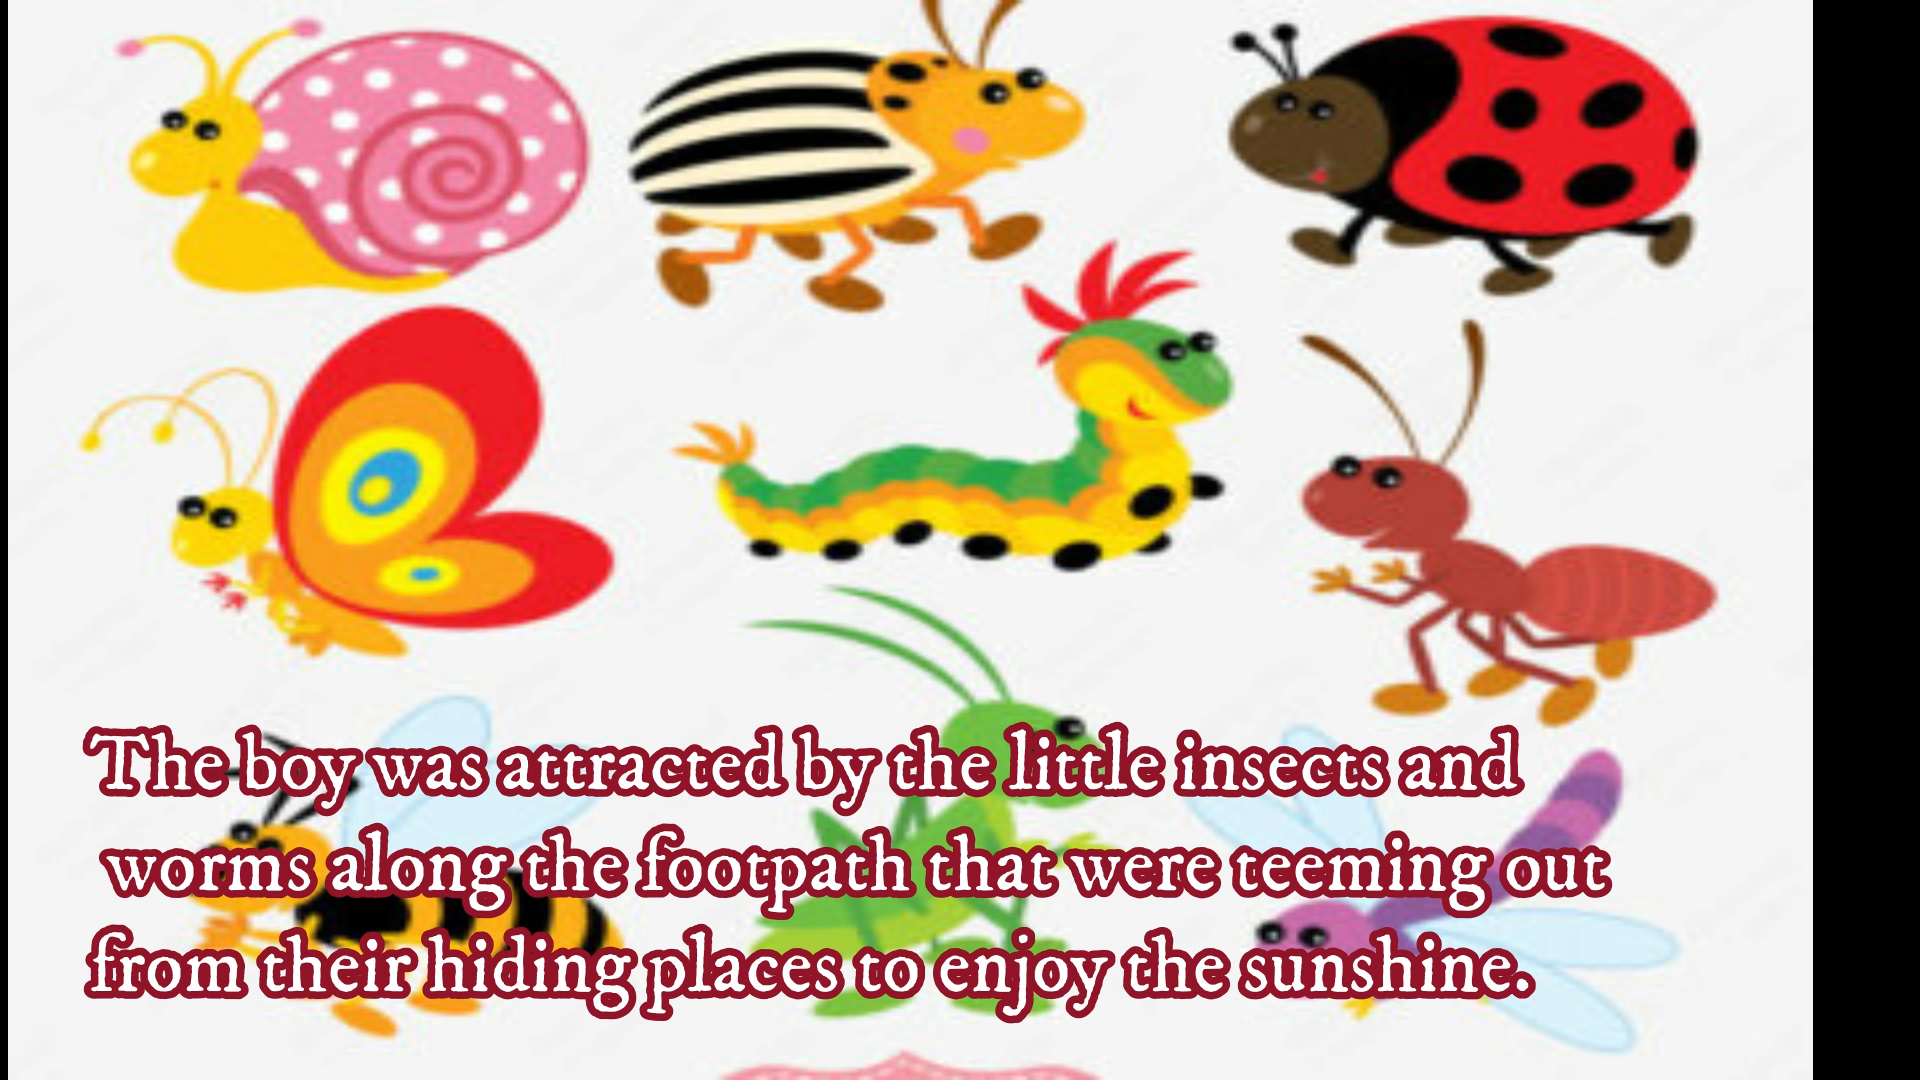 The boy was attracted by the little insects and
worms along the footpath that were teeming out
from their hiding places to enjoy the sunshine.